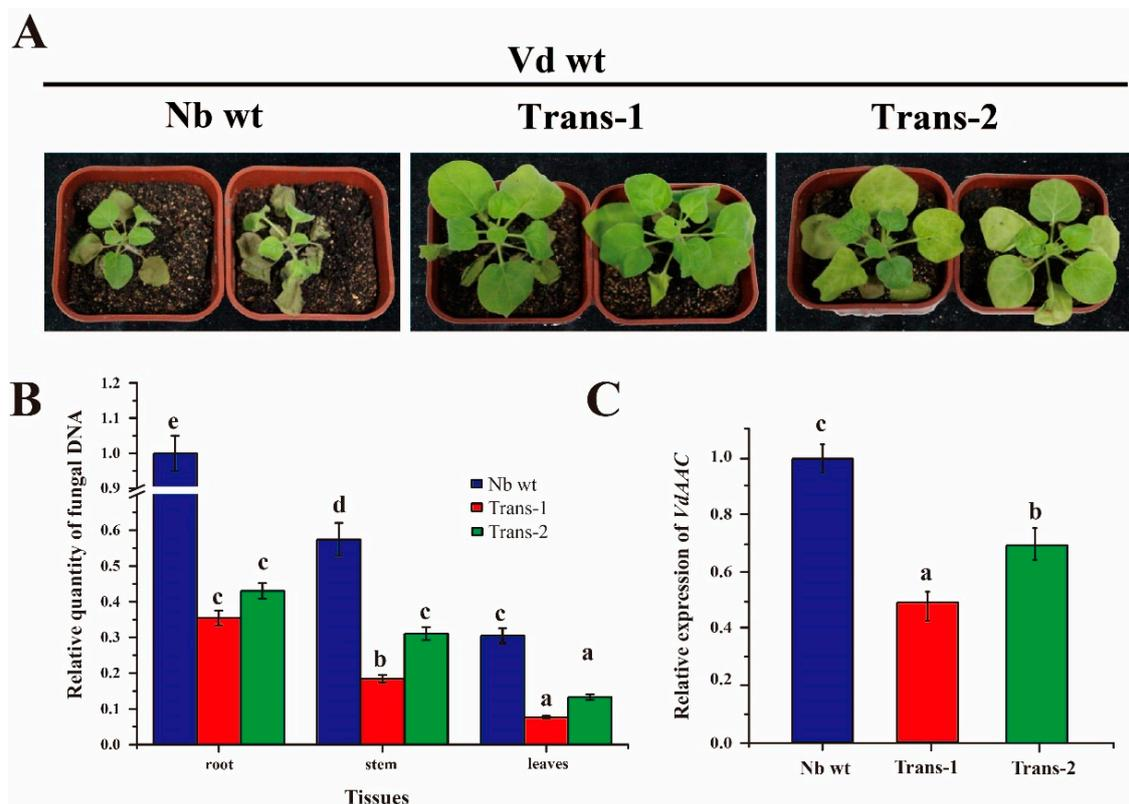 A
Vd wt
Nb wt Trans-1 Trans-2
B
Relative quantity of fungal DNA
1.2
1.1
1.0
0.9
0.6
0.5
0.4
0.3
0.2
0.1
0.0
e
c
c
d
b
c
c
a
a
Nb wt
Trans-1
Trans-2
root stem leaves
Tissues
C
Relative expression of VdAAC
1.0
0.8
0.6
0.4
0.2
0.0
c
a
b
Nb wt Trans-1 Trans-2